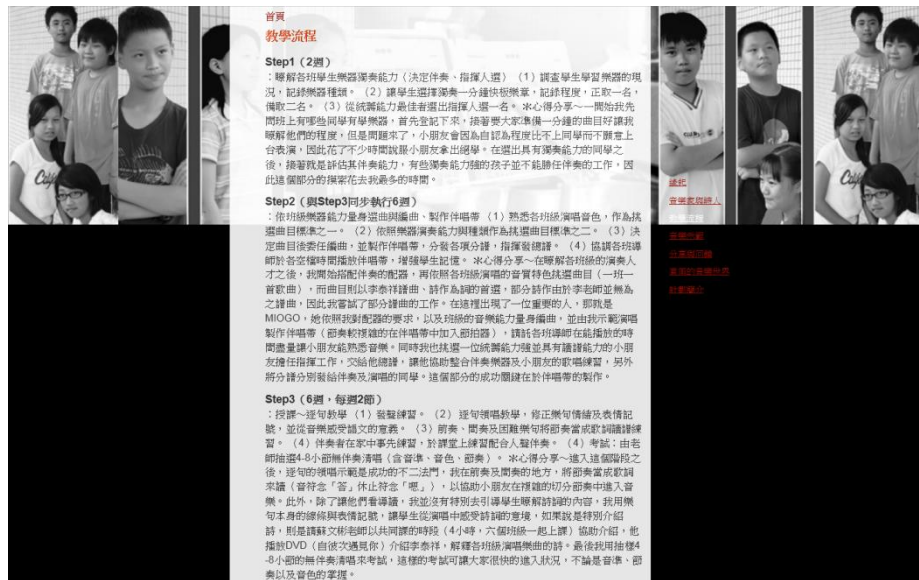 首頁
教學流程
Step1（2週）
：瞭解各班學生樂器獨奏能力（決定伴奏、指揮人選）（1）調查學生學習樂器的現
況，記錄樂器種類。（2）讓學生選擇獨奏一分鐘快板樂章，記錄程度，正取一名，
備取二名。（3）從統籌能力最佳者選出指揮人選一名。 ※心得分享～一開始我先
問班上有哪些同學有學樂器，首先登記下來，接著要大家準備一分鐘的曲目好讓我
瞭解他們的程度，但是問題來了，小朋友會因為自認為程度比不上同學而不願意上
台表演，因此花了不少時間說服小朋友拿出絕學。在選出具有獨奏能力的同學之
後，接著就是評估其伴奏能力，有些獨奏能力強的孩子並不能勝任伴奏的工作，因
此這個部分的摸索花去我最多的時間。
Step2（與Step3同步執行6週）
：依班級樂器能力量身選曲與編曲、製作伴唱帶（1）熟悉各班級演唱音色，作為挑
選曲目標準之一。（2）依照樂器演奏能力與種類作為挑選曲目標準之二。（3）決
定曲目後委任編曲，並製作伴唱帶，分發各項分譜，指揮發總譜。（4）協調各班導
師於各空檔時間播放伴唱帶，增強學生記憶。 ※心得分享～在瞭解各班級的演奏人
才之後，我開始搭配伴奏的配器，再依照各班級演唱的音質特色挑選曲目（一班一
首歌曲），而曲目則以李泰祥譜曲、詩作為詞的首選，部分詩作由於李老師並無為
之譜曲，因此我嘗試了部分譜曲的工作。在這裡出現了一位重要的人，那就是
MIOGO，她依照我對配器的要求，以及班級的音樂能力量身編曲，並由我示範演唱
製作伴唱帶（節奏較複雜的在伴唱帶中加入節拍器），請託各班導師在能播放的時
間盡量讓小朋友能熟悉音樂。同時我也挑選一位統籌能力強並具有讀譜能力的小朋
友擔任指揮工作，交給他總譜，讓他協助整合伴奏樂器及小朋友的歌唱練習，另外
將分譜分別發給伴奏及演唱的同學。這個部分的成功關鍵在於伴唱帶的製作。
Step3（6週，每週2節）
：授課～逐句教學（1）發聲練習。（2） 逐句領唱教學，修正樂句情緒及表情記
號，並從音樂感受語文的意義。（3）前奏、間奏及困難樂句將節奏當成歌詞讀譜練
習。（4）伴奏者在家中事先練習，於課堂上練習配合人聲伴奏。（4）考試：由老
師抽選4-8小節無伴奏清唱（含音準、音色、節奏）。 ※心得分享～進入這個階段之
後，逐句的領唱示範是成功的不二法門，我在前奏及間奏的地方，將節奏當成歌詞
來讀（音符念「答」休止符念「嗯」），以協助小朋友在複雜的切分節奏中進入音
樂。此外，除了讓他們看導讀，我並沒有特別去引導學生瞭解詩詞的內容，我用樂
句本身的線條與表情記號，讓學生從演唱中感受詩詞的意境，如果說是特別介紹
詩，則是請蘇文彬老師以共同課的時段（4小時，六個班級一起上課）協助介紹，他
播放DVD（自彼次遇見你）介紹李泰祥，解釋各班級演唱樂曲的詩。最後我用抽樣4
-8小節的無伴奏清唱來考試，這樣的考試可讓大家很快的進入狀況，不論是音準、節
奏以及音色的掌握。
緣起
音樂家與詩人
教學流程